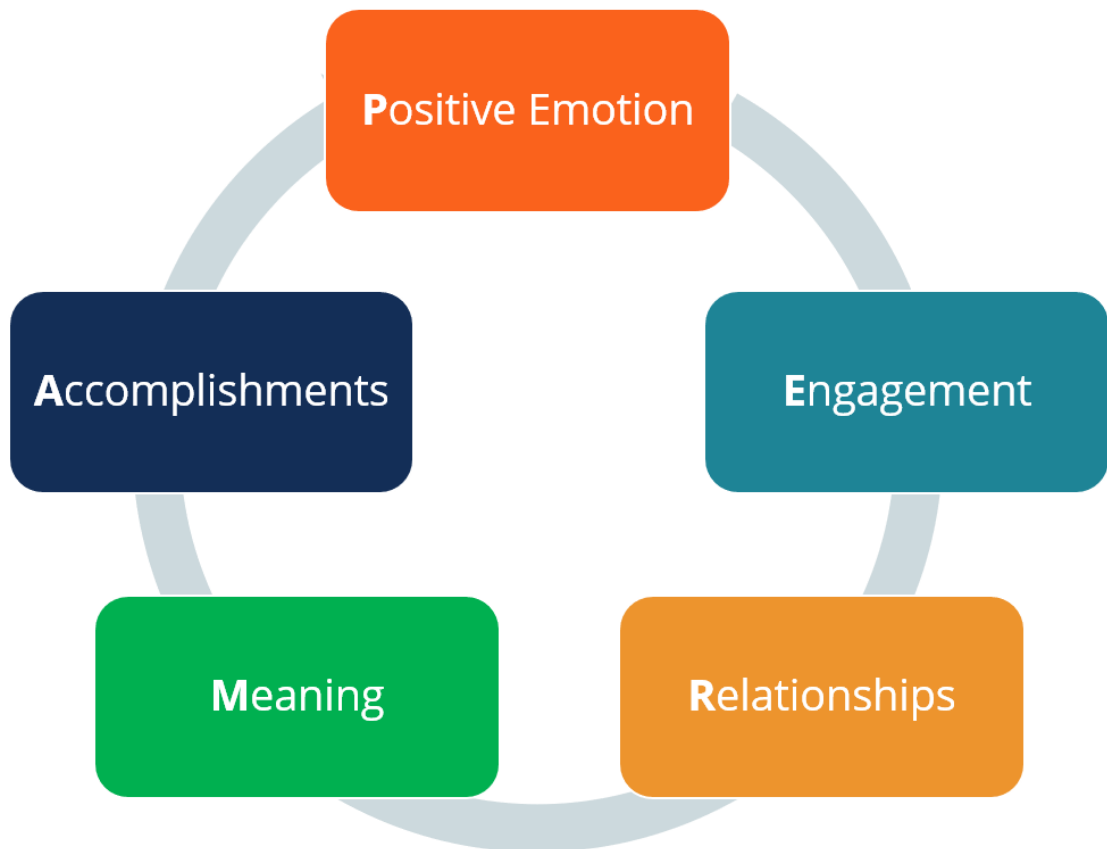 Positive Emotion
Engagement
Relationships
Meaning
Accomplishments